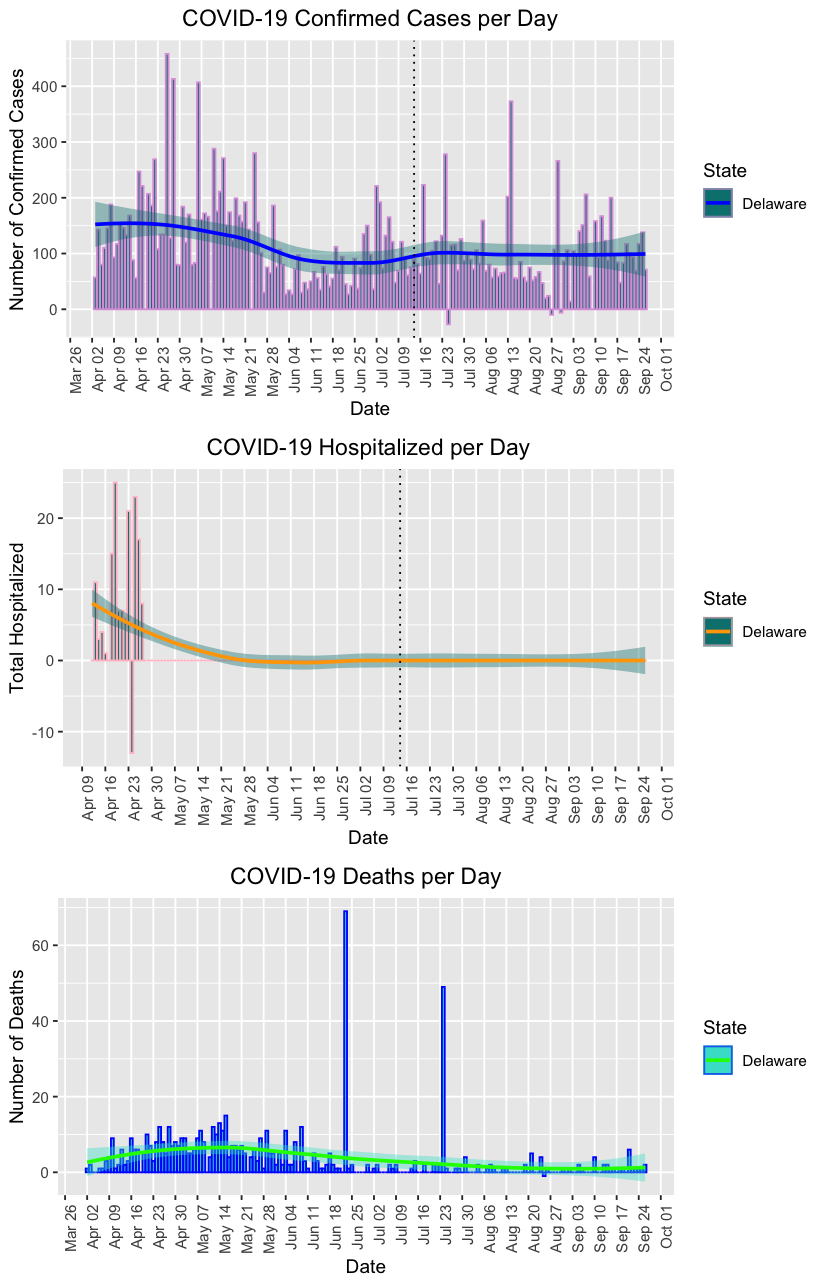 COVID-19 Confirmed Cases per Day
Number of Confirmed Cases
400
300
200
100
0
Mar 26
Apr 02
Apr 09
Apr 16
Apr 23
Apr 30
May 07
May 14
May 21
May 28
Jun 04
Jun 11
Jun 18
Jun 25
Jul 02
Jul 09
Jul 16
Jul 23
Jul 30
Aug 06
Aug 13
Aug 20
Aug 27
Sep 03
Sep 10
Sep 17
Sep 24
Oct 01
Date
State
Delaware
COVID-19 Hospitalized per Day
Total Hospitalized
20
10
0
-10
Apr 09
Apr 16
Apr 23
Apr 30
May 07
May 14
May 21
May 28
Jun 04
Jun 11
Jun 18
Jun 25
Jul 02
Jul 09
Jul 16
Jul 23
Jul 30
Aug 06
Aug 13
Aug 20
Aug 27
Sep 03
Sep 10
Sep 17
Sep 24
Oct 01
Date
State
Delaware
COVID-19 Deaths per Day
Number of Deaths
60
40
20
0
Mar 26
Apr 02
Apr 09
Apr 16
Apr 23
Apr 30
May 07
May 14
May 21
May 28
Jun 04
Jun 11
Jun 18
Jun 25
Jul 02
Jul 09
Jul 16
Jul 23
Jul 30
Aug 06
Aug 13
Aug 20
Aug 27
Sep 03
Sep 10
Sep 17
Sep 24
Oct 01
Date
State
Delaware